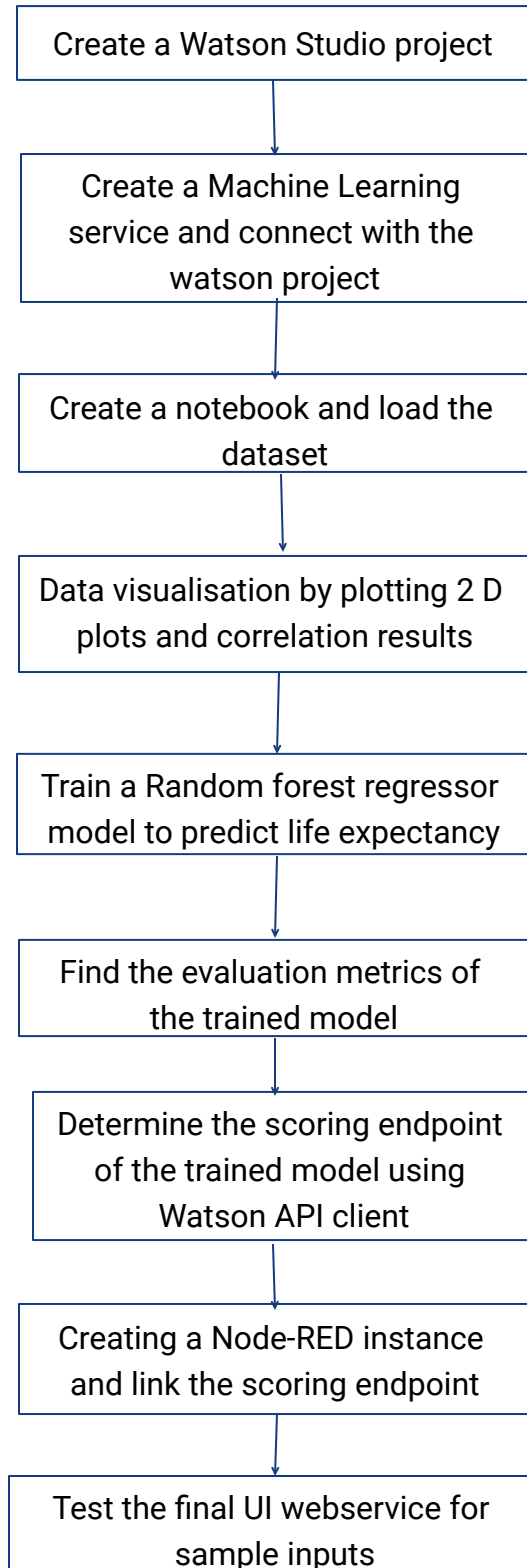 Create a Watson Studio project
Create a Machine Learning
service and connect with the
watson project
Create a notebook and load the
dataset
Data visualisation by plotting 2 D
plots and correlation results
Train a Random forest regressor
model to predict life expectancy
Find the evaluation metrics of
the trained model
Determine the scoring endpoint
of the trained model using
Watson API client
Creating a Node-RED instance
and link the scoring endpoint
Test the final UI webservice for
sample inputs